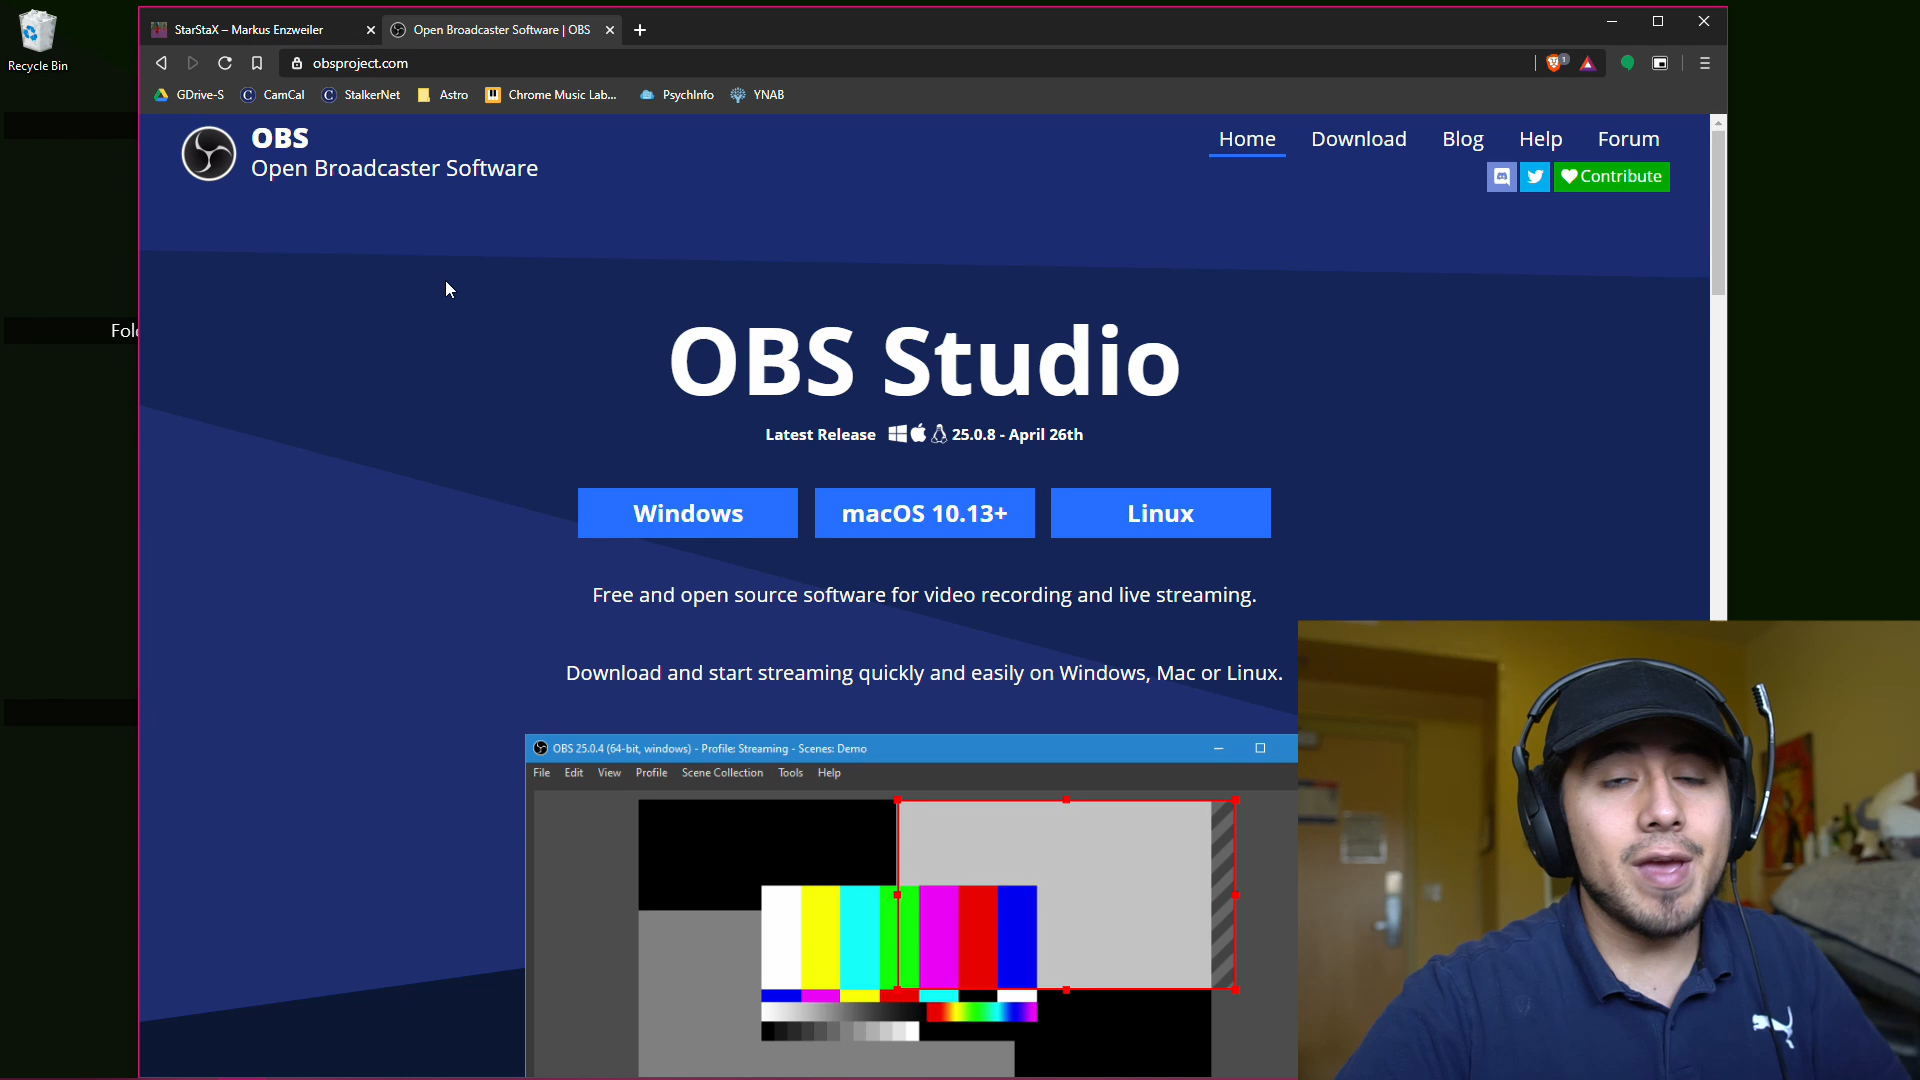 Recycle Bin
StarStaX – Markus Enzweiler
Open Broadcaster Software | OBS
obsproject.com
1
GDrive-S
CamCal
StalkerNet
Astro
Chrome Music Lab...
PsychInfo
YNAB
OBS
Open Broadcaster Software
Home
Download
Blog
Help
Forum
Contribute
Fol
OBS Studio
Latest Release 25.0.8 - April 26th
Windows
macOS 10.13+
Linux
Free and open source software for video recording and live streaming.
Download and start streaming quickly and easily on Windows, Mac or Linux.
OBS 25.0.4 (64-bit, windows) - Profile: Streaming - Scenes: Demo
File Edit View Profile Scene Collection Tools Help